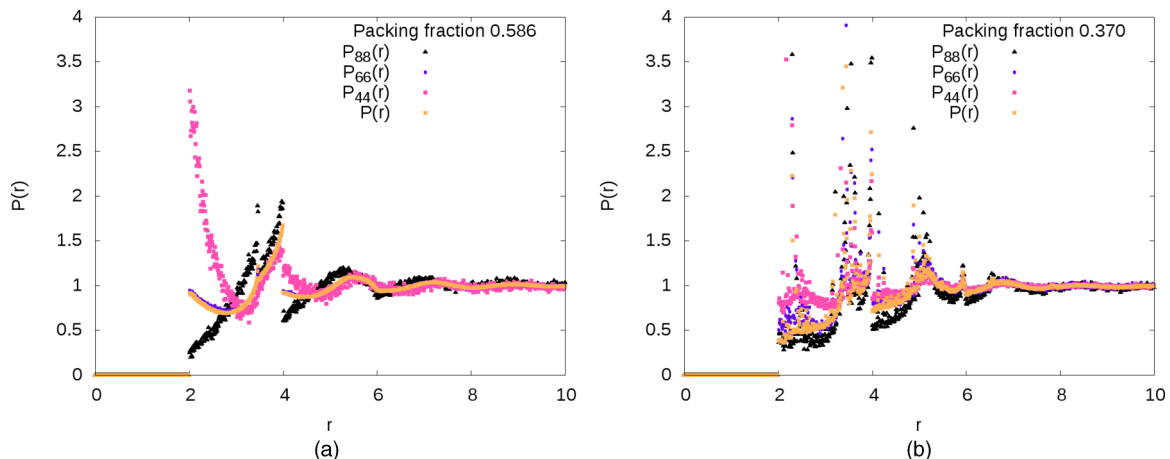 Packing fraction 0.586
P88(r)
P66(r)
P44(r)
P(r)
P(r)
4
3.5
3
2.5
2
1.5
1
0.5
0
0 2 4 6 8 10
r
(a)
Packing fraction 0.370
P88(r)
P66(r)
P44(r)
P(r)
P(r)
4
3.5
3
2.5
2
1.5
1
0.5
0
0 2 4 6 8 10
r
(b)